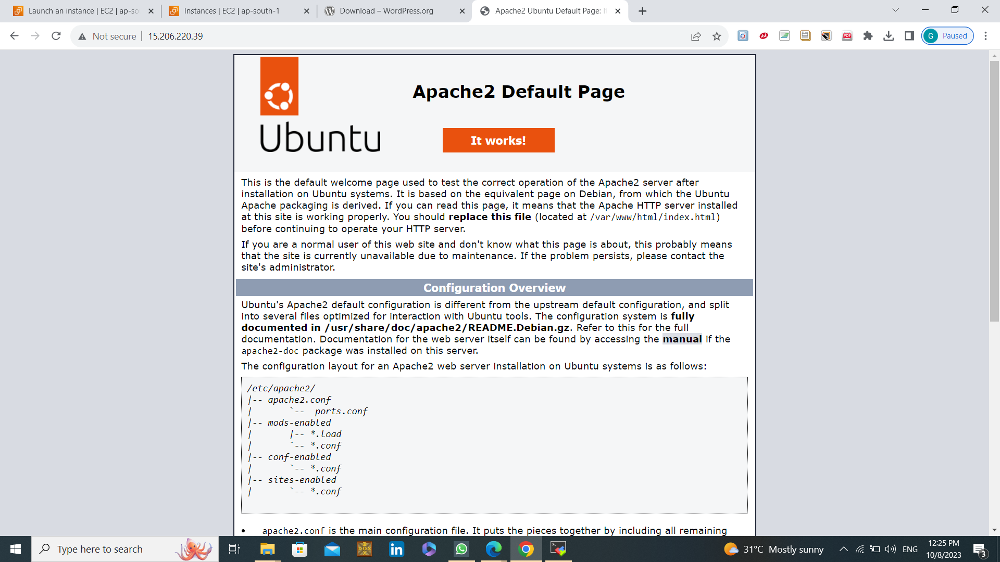 Launch an instance | EC2 | ap-so
Instances | EC2 | ap-south-1
Download – WordPress.org
Apache2 Ubuntu Default Page: I
Not secure
15.206.220.39
Ask
PDF
G
Paused
Ubuntu
Apache2 Default Page
It works!
This is the default welcome page used to test the correct operation of the Apache2 server after
installation on Ubuntu systems. It is based on the equivalent page on Debian, from which the Ubuntu
Apache packaging is derived. If you can read this page, it means that the Apache HTTP server installed
at this site is working properly. You should replace this file (located at /var/www/html/index.html)
before continuing to operate your HTTP server.
If you are a normal user of this web site and don't know what this page is about, this probably means
that the site is currently unavailable due to maintenance. If the problem persists, please contact the
site's administrator.
Configuration Overview
Ubuntu's Apache2 default configuration is different from the upstream default configuration, and split
into several files optimized for interaction with Ubuntu tools. The configuration system is fully
documented in /usr/share/doc/apache2/README.Debian.gz. Refer to this for the full
documentation. Documentation for the web server itself can be found by accessing the manual if the
apache2-doc package was installed on this server.
The configuration layout for an Apache2 web server installation on Ubuntu systems is as follows:
/etc/apache2/
|-- apache2.conf
|       `--  ports.conf
|-- mods-enabled
|       |-- *.load
|       `-- *.conf
|-- conf-enabled
|       `-- *.conf
|-- sites-enabled
|       `-- *.conf
• apache2.conf is the main configuration file. It puts the pieces together by including all remaining
Type here to search
DOS
in
31°C Mostly sunny
ENG
12:25 PM
10/8/2023
3